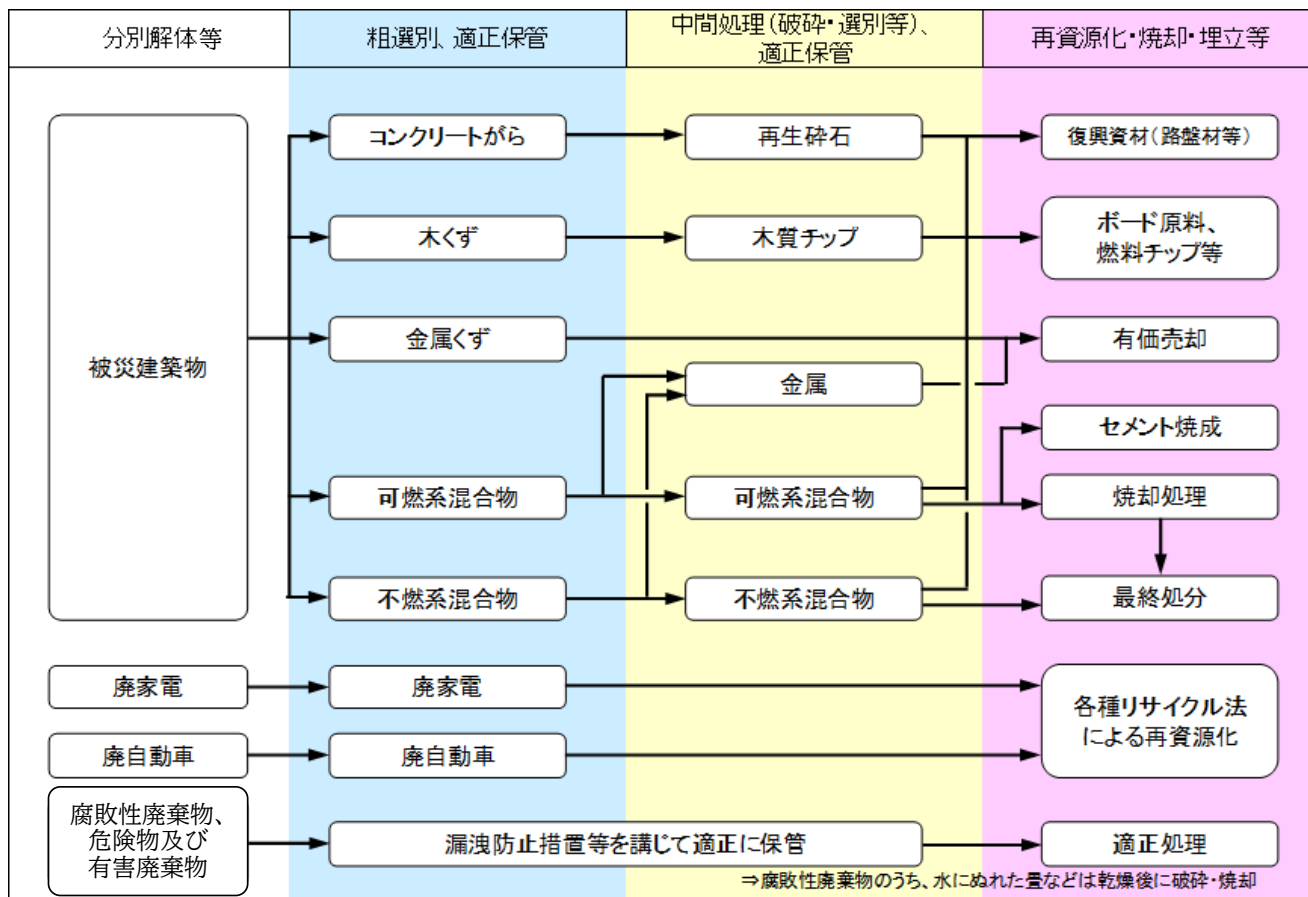 分別解体等
粗選別、適正保管
中間処理(破砕・選別等)、
適正保管
再資源化・焼却・埋立等
被災建築物
コンクリートがら
再生砕石
復興資材(路盤材等)
木くず
木質チップ
ボード原料、
燃料チップ等
金属くず
有価売却
金属
セメント焼成
可燃系混合物
可燃系混合物
焼却処理
不燃系混合物
不燃系混合物
最終処分
廃家電
廃家電
各種リサイクル法
による再資源化
廃自動車
廃自動車
腐敗性廃棄物、
危険物及び
有害廃棄物
漏洩防止措置等を講じて適正に保管
適正処理
⇒腐敗性廃棄物のうち、水にぬれた畳などは乾燥後に破砕・焼却